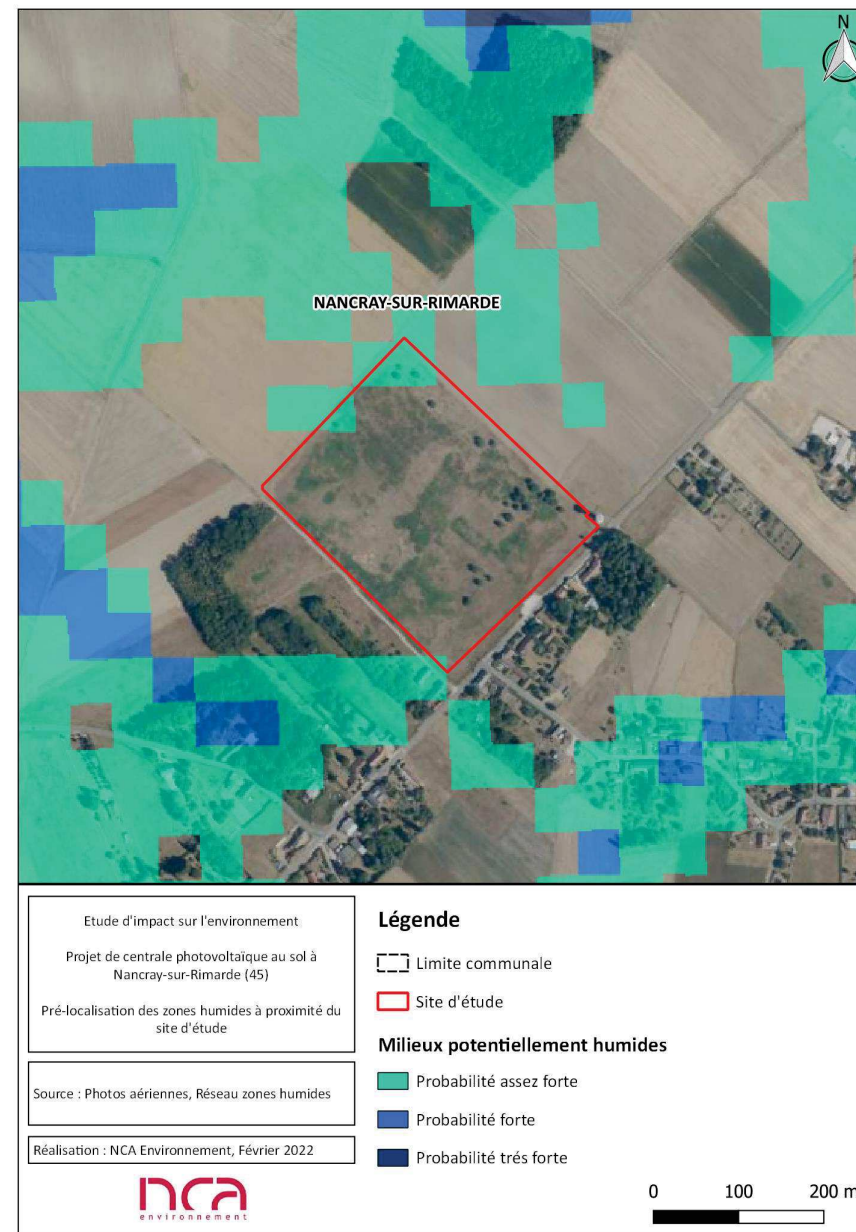 N
NANCRAY-SUR-RIMARDE
Etude d'impact sur l'environnement
Projet de centrale photovoltaïque au sol à
Nancray-sur-Rimarde (45)
Pré-localisation des zones humides à proximité du
site d'étude
Source : Photos aériennes, Réseau zones humides
Réalisation : NCA Environnement, Février 2022
nca
environnement
Légende
Limite communale
Site d'étude
Milieux potentiellement humides
Probabilité assez forte
Probabilité forte
Probabilité trés forte
0 100 200 m